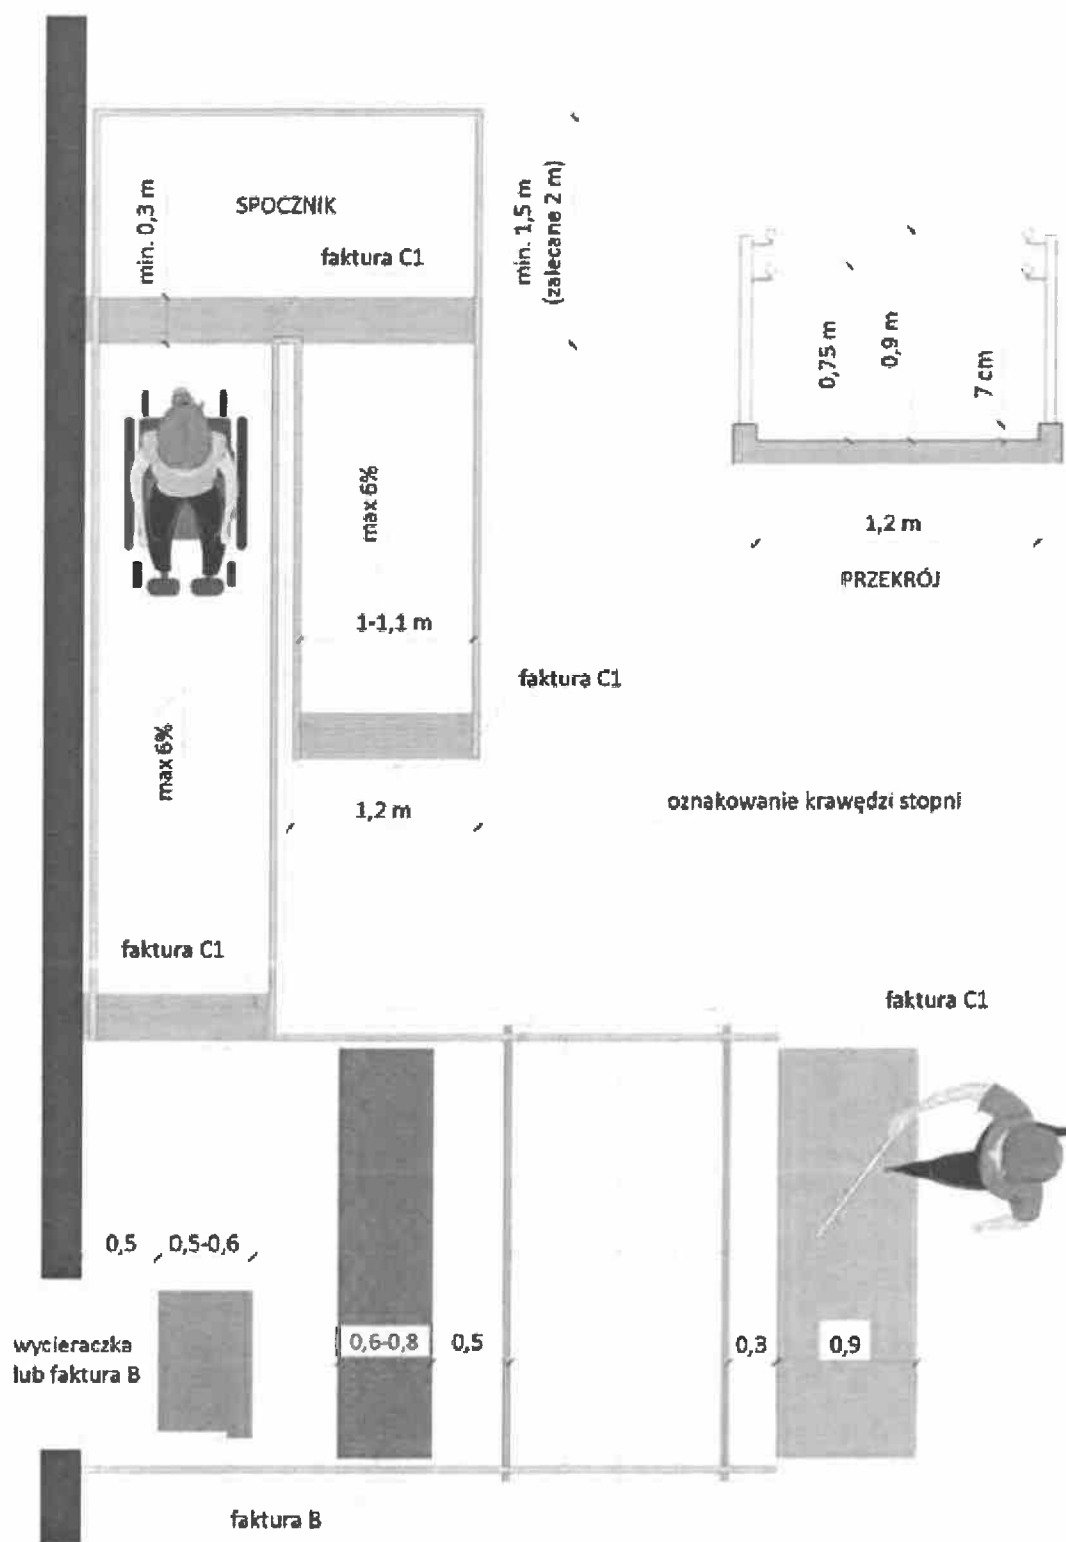 SPOCZNIK
min. 0,3 m
faktura C1
min. 1,5 m
(zalecane 2 m)
0,75 m
0,9 m
7 cm
1,2 m
PRZEKRÓJ
max 6%
1-1,1 m
faktura C1
max 6%
1,2 m
oznakowanie krawędzi stopni
faktura C1
faktura C1
0,5
0,5-0,6
wycieraczka
lub faktura B
0,6-0,8
0,5
0,3
0,9
faktura B